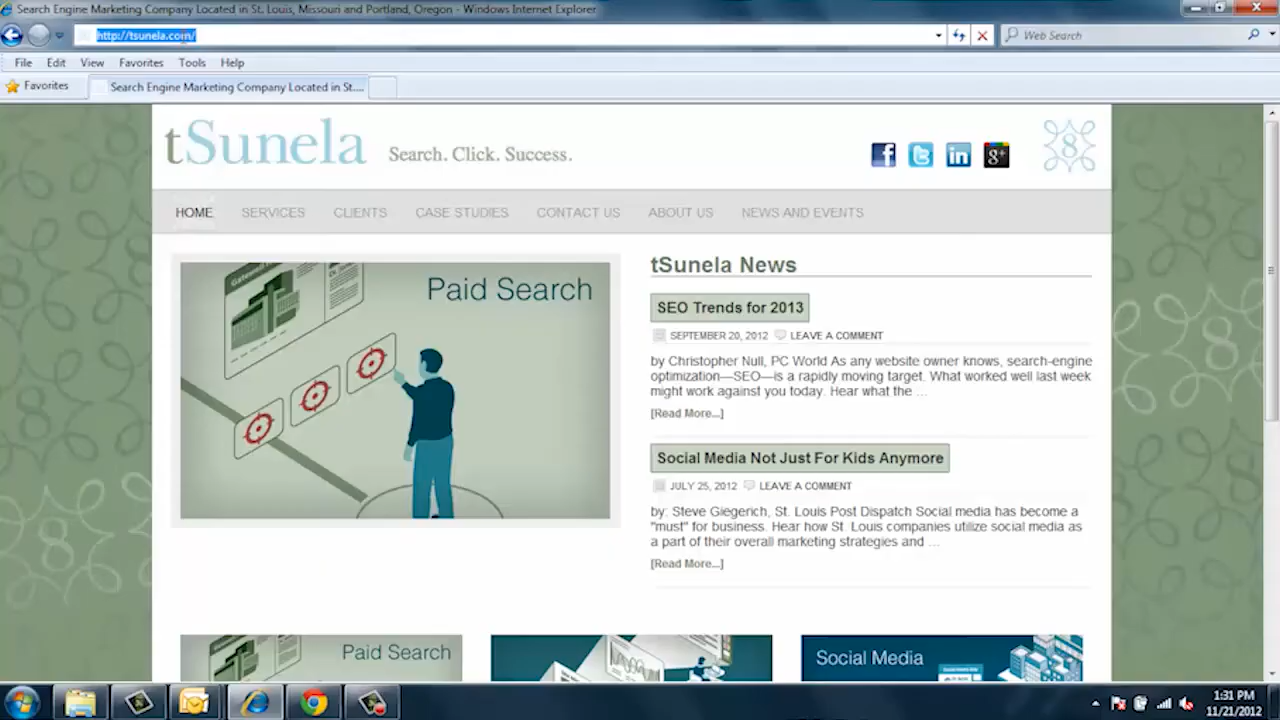 Search Engine Marketing Company Located in St. Louis, Missouri and Portland, Oregon - Windows Internet Explorer
http://tsunela.com/
Web Search
File Edit View Favorites Tools Help
Favorites
Search Engine Marketing Company Located in St....
tSunela Search. Click. Success.
8
HOME SERVICES CLIENTS CASE STUDIES CONTACT US ABOUT US NEWS AND EVENTS
Paid Search
tSunela News
SEO Trends for 2013
SEPTEMBER 20, 2012 LEAVE A COMMENT
by Christopher Null, PC World As any website owner knows, search-engine
optimization—SEO—is a rapidly moving target. What worked well last week
might work against you today. Hear what the ...
[Read More...]
Social Media Not Just For Kids Anymore
JULY 25, 2012 LEAVE A COMMENT
by: Steve Giegerich, St. Louis Post Dispatch Social media has become a
"must" for business. Hear how St. Louis companies utilize social media as
a part of their overall marketing strategies and ...
[Read More...]
Paid Search
Social Media
1:31 PM
11/21/2012